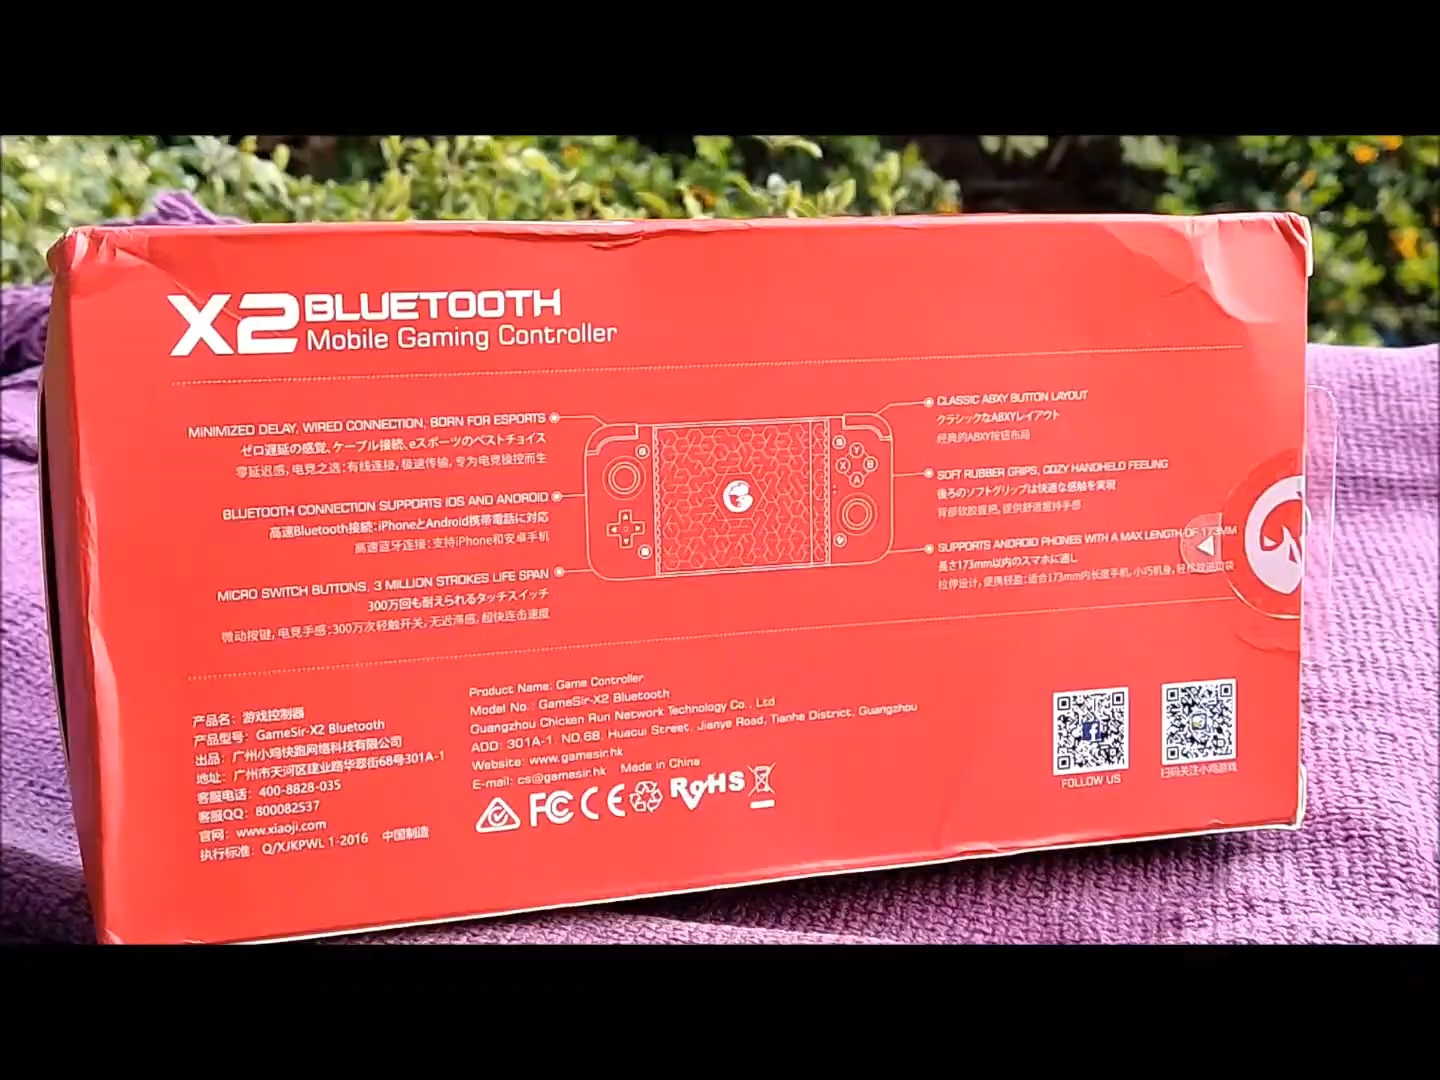 X2 BLUETOOTH
Mobile Gaming Controller
MINIMIZED DELAY, WIRED CONNECTION, BORN FOR ESPORTS
ゼロ遅延の感覚、ケーブル接続、eスポーツのベストチョイス
零延迟感, 电竞之选: 有线连接, 极速传输, 专为电竞操控而生
BLUETOOTH CONNECTION SUPPORTS IOS AND ANDROID
高速Bluetooth接続: iPhoneとAndroid携帯電話に対応
高速蓝牙连接: 支持iPhone和安卓手机
MICRO SWITCH BUTTONS, 3 MILLION STROKES LIFE SPAN
300万回も耐えられるタッチスイッチ
微动按键, 电竞手感: 300万次轻触开关, 无迟滞感, 超快连击速度
Y
X B
A
CLASSIC ABXY BUTTON LAYOUT
クラシックなABXYレイアウト
经典的ABXY按钮布局
SOFT RUBBER GRIPS, COZY HANDHELD FEELING
後ろのソフトグリップは快適な感触を実現
背部软胶握把, 提供舒适握持手感
SUPPORTS ANDROID PHONES WITH A MAX LENGTH OF 173MM
長さ173mm以内のスマホに適し
拉伸设计, 便携轻盈: 适合173mm内长度手机, 小巧机身, 轻松放进口袋
产品名: 游戏控制器
产品型号: GameSir-X2 Bluetooth
出品: 广州小鸡快跑网络科技有限公司
地址: 广州市天河区建业路华翠街68号301A-1
客服电话: 400-8828-035
客服QQ: 800082537
官网: www.xiaoji.com
执行标准: Q/XJKPWL 1-2016 中国制造
Product Name: Game Controller
Model No.: GameSir-X2 Bluetooth
Guangzhou Chicken Run Network Technology Co., Ltd
ADD: 301A-1, NO.68, Huacui Street, Jianye Road, Tianhe District, Guangzhou
Website: www.gamesir.hk
E-mail: cs@gamesir.hk Made in China
FC CE RoHS
FOLLOW US
扫码关注小鸡游戏